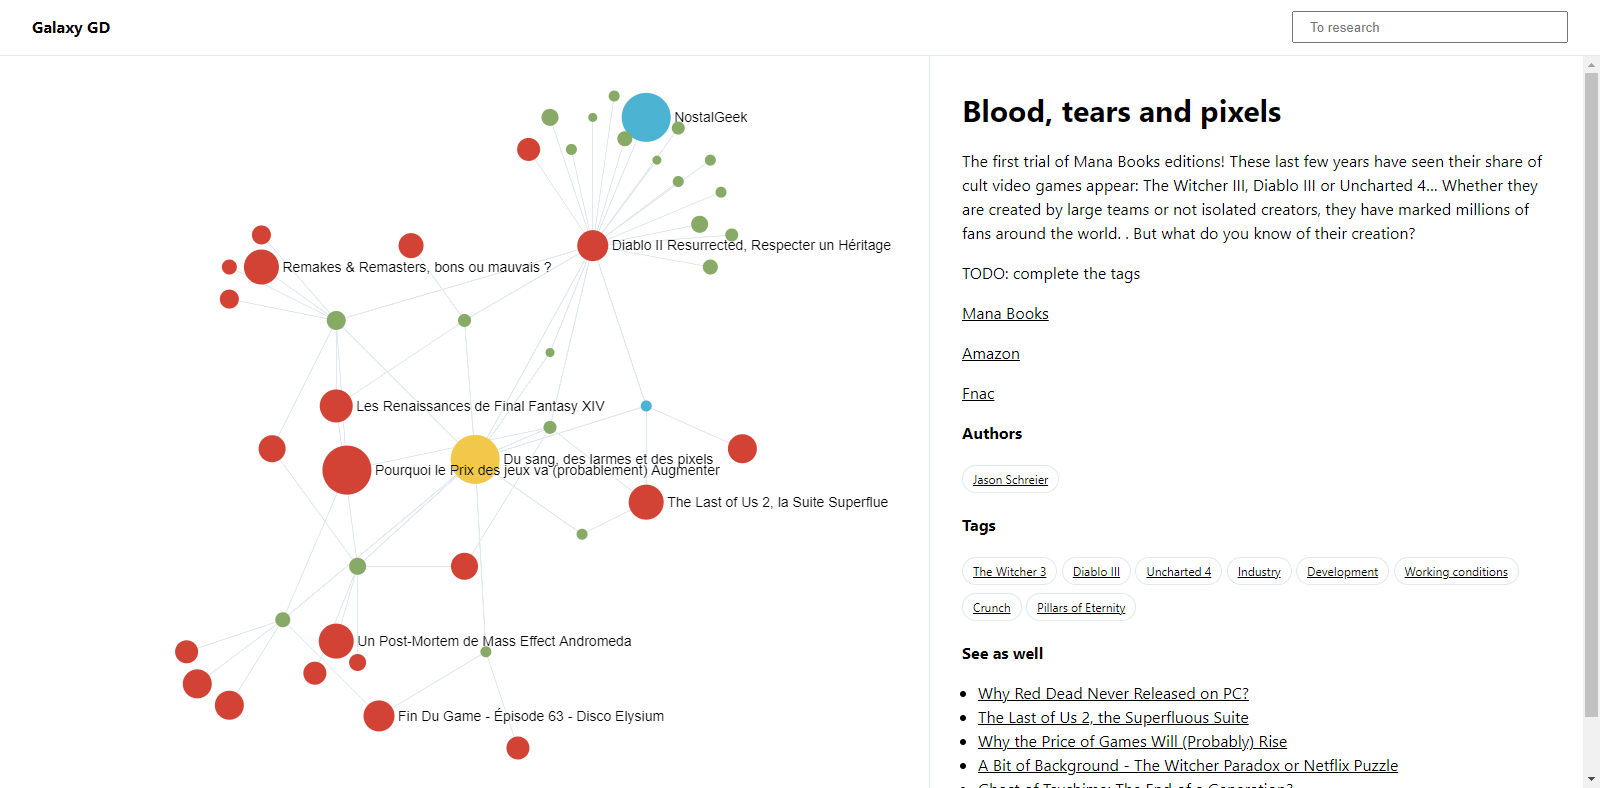 Galaxy GD
To research
NostalGeek
Diablo II Resurrected, Respecter un Héritage
Remakes & Remasters, bons ou mauvais ?
Les Renaissances de Final Fantasy XIV
Du sang, des larmes et des pixels
Pourquoi le Prix des jeux va (probablement) Augmenter
The Last of Us 2, la Suite Superflue
Un Post-Mortem de Mass Effect Andromeda
Fin Du Game - Épisode 63 - Disco Elysium
Blood, tears and pixels
The first trial of Mana Books editions! These last few years have seen their share of
cult video games appear: The Witcher III, Diablo III or Uncharted 4... Whether they
are created by large teams or not isolated creators, they have marked millions of
fans around the world. . But what do you know of their creation?
TODO: complete the tags
Mana Books
Amazon
Fnac
Authors
Jason Schreier
Tags
The Witcher 3 Diablo III Uncharted 4 Industry Development Working conditions
Crunch Pillars of Eternity
See as well
Why Red Dead Never Released on PC?
The Last of Us 2, the Superfluous Suite
Why the Price of Games Will (Probably) Rise
A Bit of Background - The Witcher Paradox or Netflix Puzzle
Ghost of Tsushima: The End of a Generation?